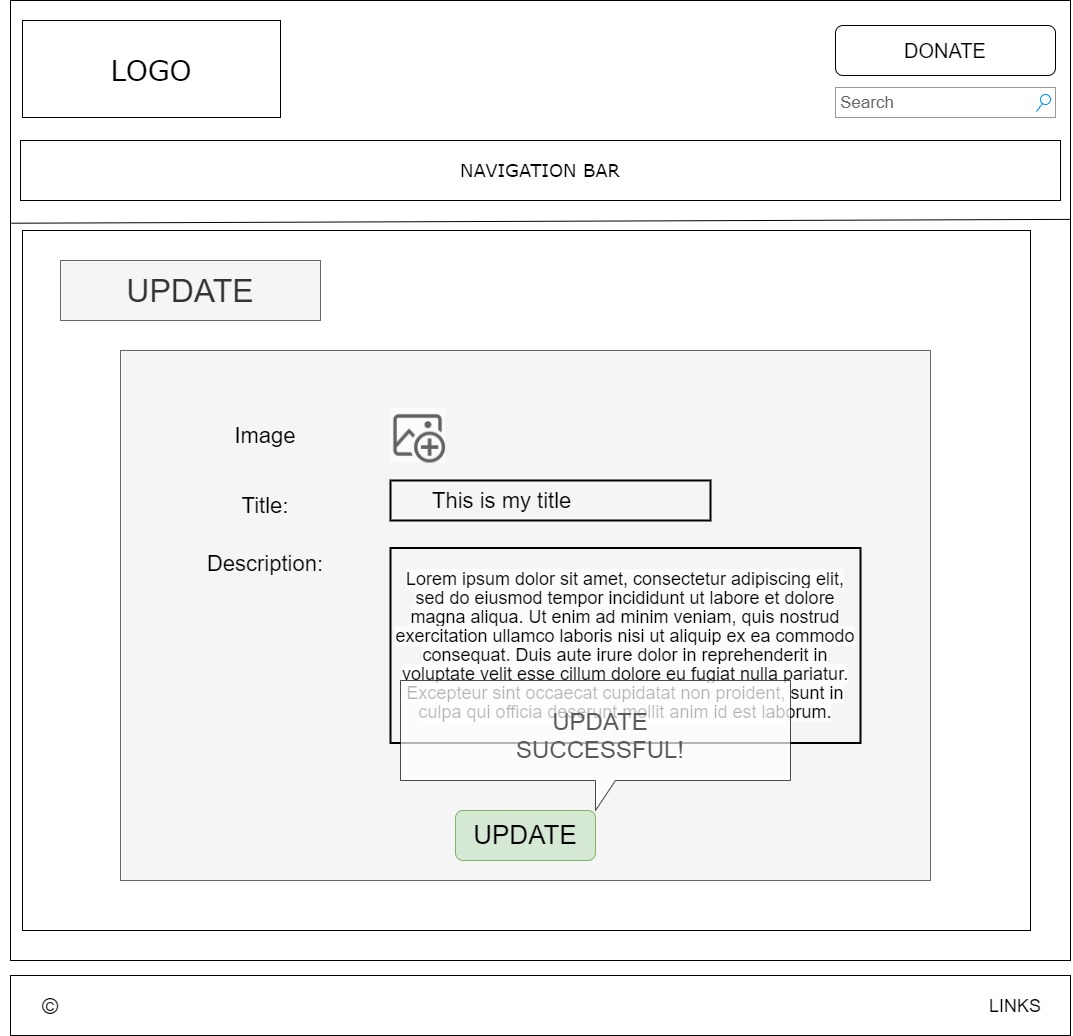 LOGO
DONATE
Search
NAVIGATION BAR
UPDATE
Image
Title:
This is my title
Description:
Lorem ipsum dolor sit amet, consectetur adipiscing elit,
sed do eiusmod tempor incididunt ut labore et dolore
magna aliqua. Ut enim ad minim veniam, quis nostrud
exercitation ullamco laboris nisi ut aliquip ex ea commodo
consequat. Duis aute irure dolor in reprehenderit in
voluptate velit esse cillum dolore eu fugiat nulla pariatur.
Excepteur sint occaecat cupidatat non proident, sunt in
culpa qui officia deserunt mollit anim id est laborum.
UPDATE
SUCCESSFUL!
UPDATE
©
LINKS